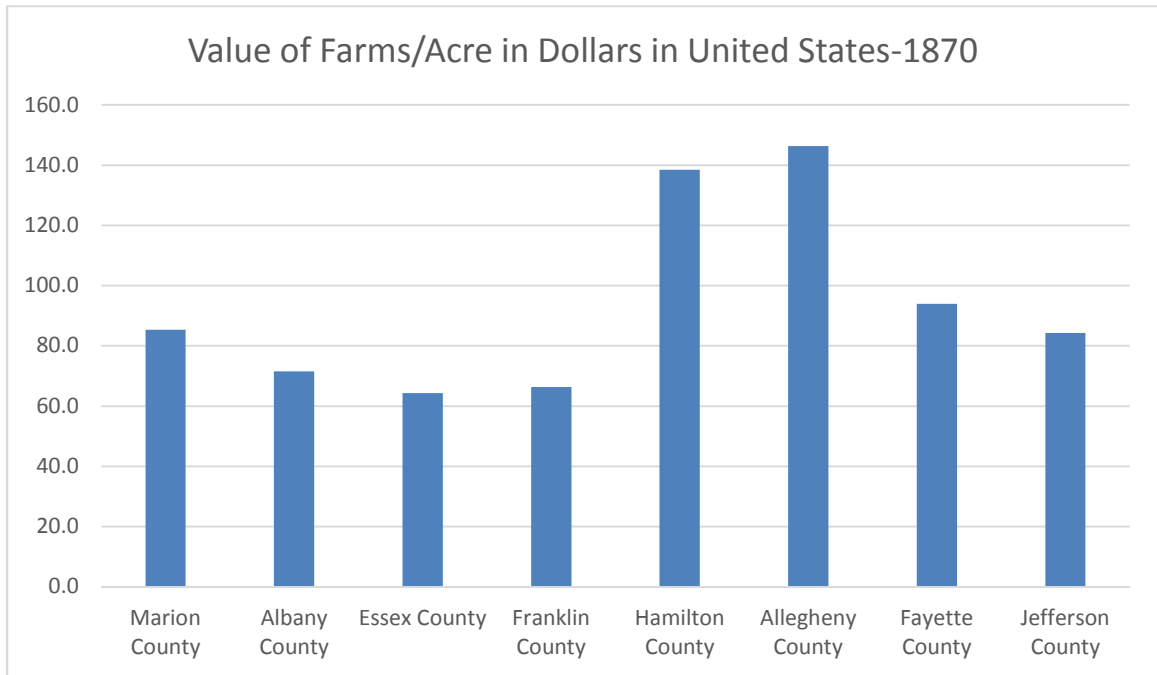 Value of Farms/Acre in Dollars in United States-1870
160.0
140.0
120.0
100.0
80.0
60.0
40.0
20.0
0.0
Marion County
Albany County
Essex County
Franklin County
Hamilton County
Allegheny County
Fayette County
Jefferson County